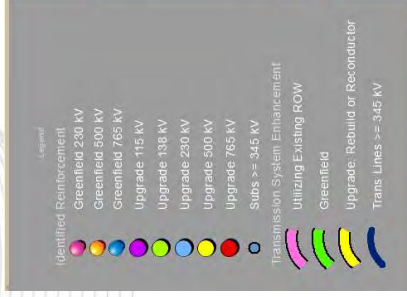 Legend
Identified Reinforcement
Greenfield 230 kV
Greenfield 500 kV
Greenfield 765 kV
Upgrade 115 kV
Upgrade 138 kV
Upgrade 230 kV
Upgrade 500 kV
Upgrade 765 kV
Subs >= 345 kV
Transmission System Enhancement
Utilizing Existing ROW
Greenfield
Upgrade: Rebuild or Reconductor
Trans Lines >= 345 kV